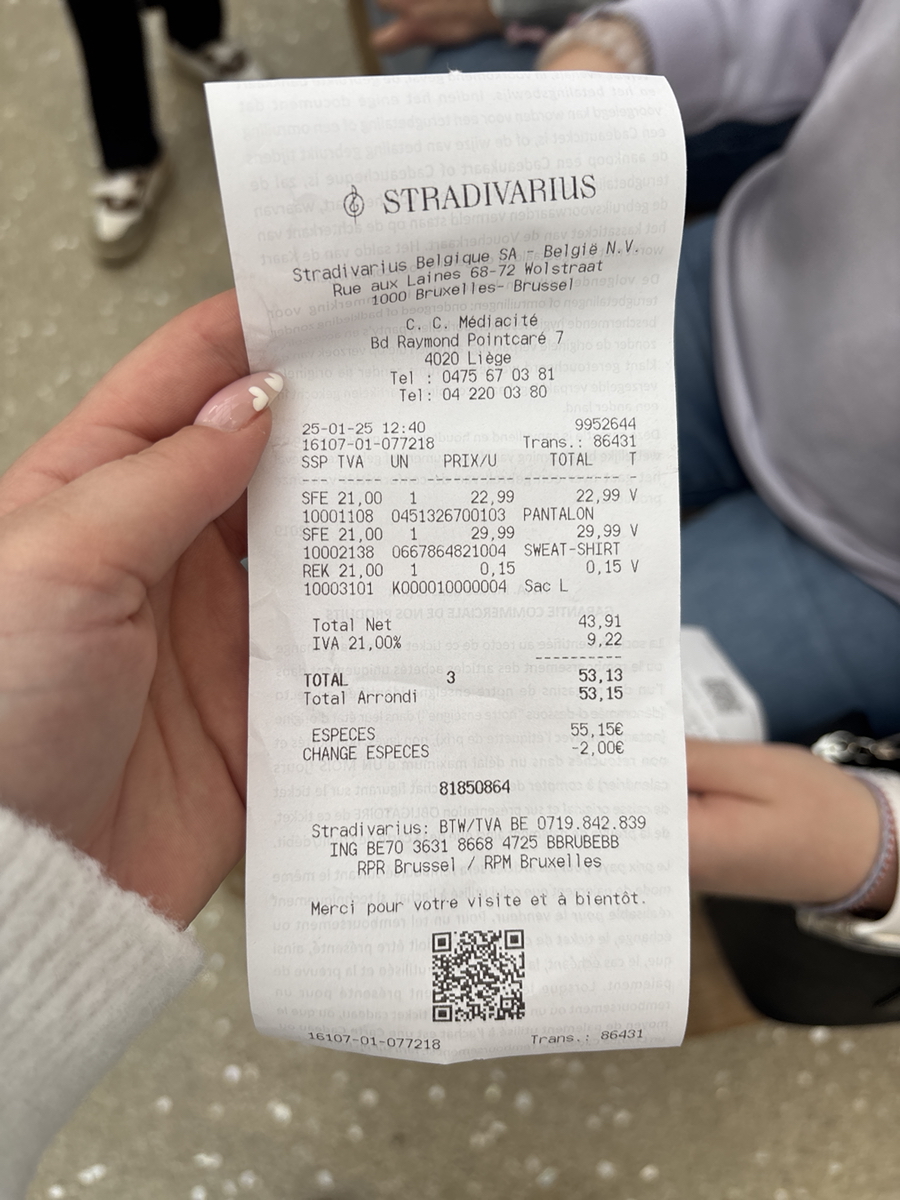 STRADIVARIUS
Stradivarius Belgique SA - België N.V.
Rue aux Laines 68-72 Wolstraat
1000 Bruxelles- Brussel
C. C. Médiacité
Bd Raymond Pointcaré 7
4020 Liège
Tel : 0475 67 03 81
Tel: 04 220 03 80
25-01-25 12:40 9952644
16107-01-077218 Trans.: 86431
SSP TVA UN PRIX/U TOTAL T
--- ----- --- ---------- ----------- -
SFE 21,00 1 22,99 22,99 V
10001108 0451326700103 PANTALON
SFE 21,00 1 29,99 29,99 V
10002138 0667864821004 SWEAT-SHIRT
REK 21,00 1 0,15 0,15 V
10003101 K000010000004 Sac L
Total Net 43,91
IVA 21,00% 9,22
----------
TOTAL 3 53,13
Total Arrondi 53,15
ESPECES 55,15€
CHANGE ESPECES -2,00€
81850864
Stradivarius: BTW/TVA BE 0719.842.839
ING BE70 3631 8668 4725 BBRUBEBB
RPR Brussel / RPM Bruxelles
Merci pour votre visite et à bientôt.
16107-01-077218 Trans.: 86431